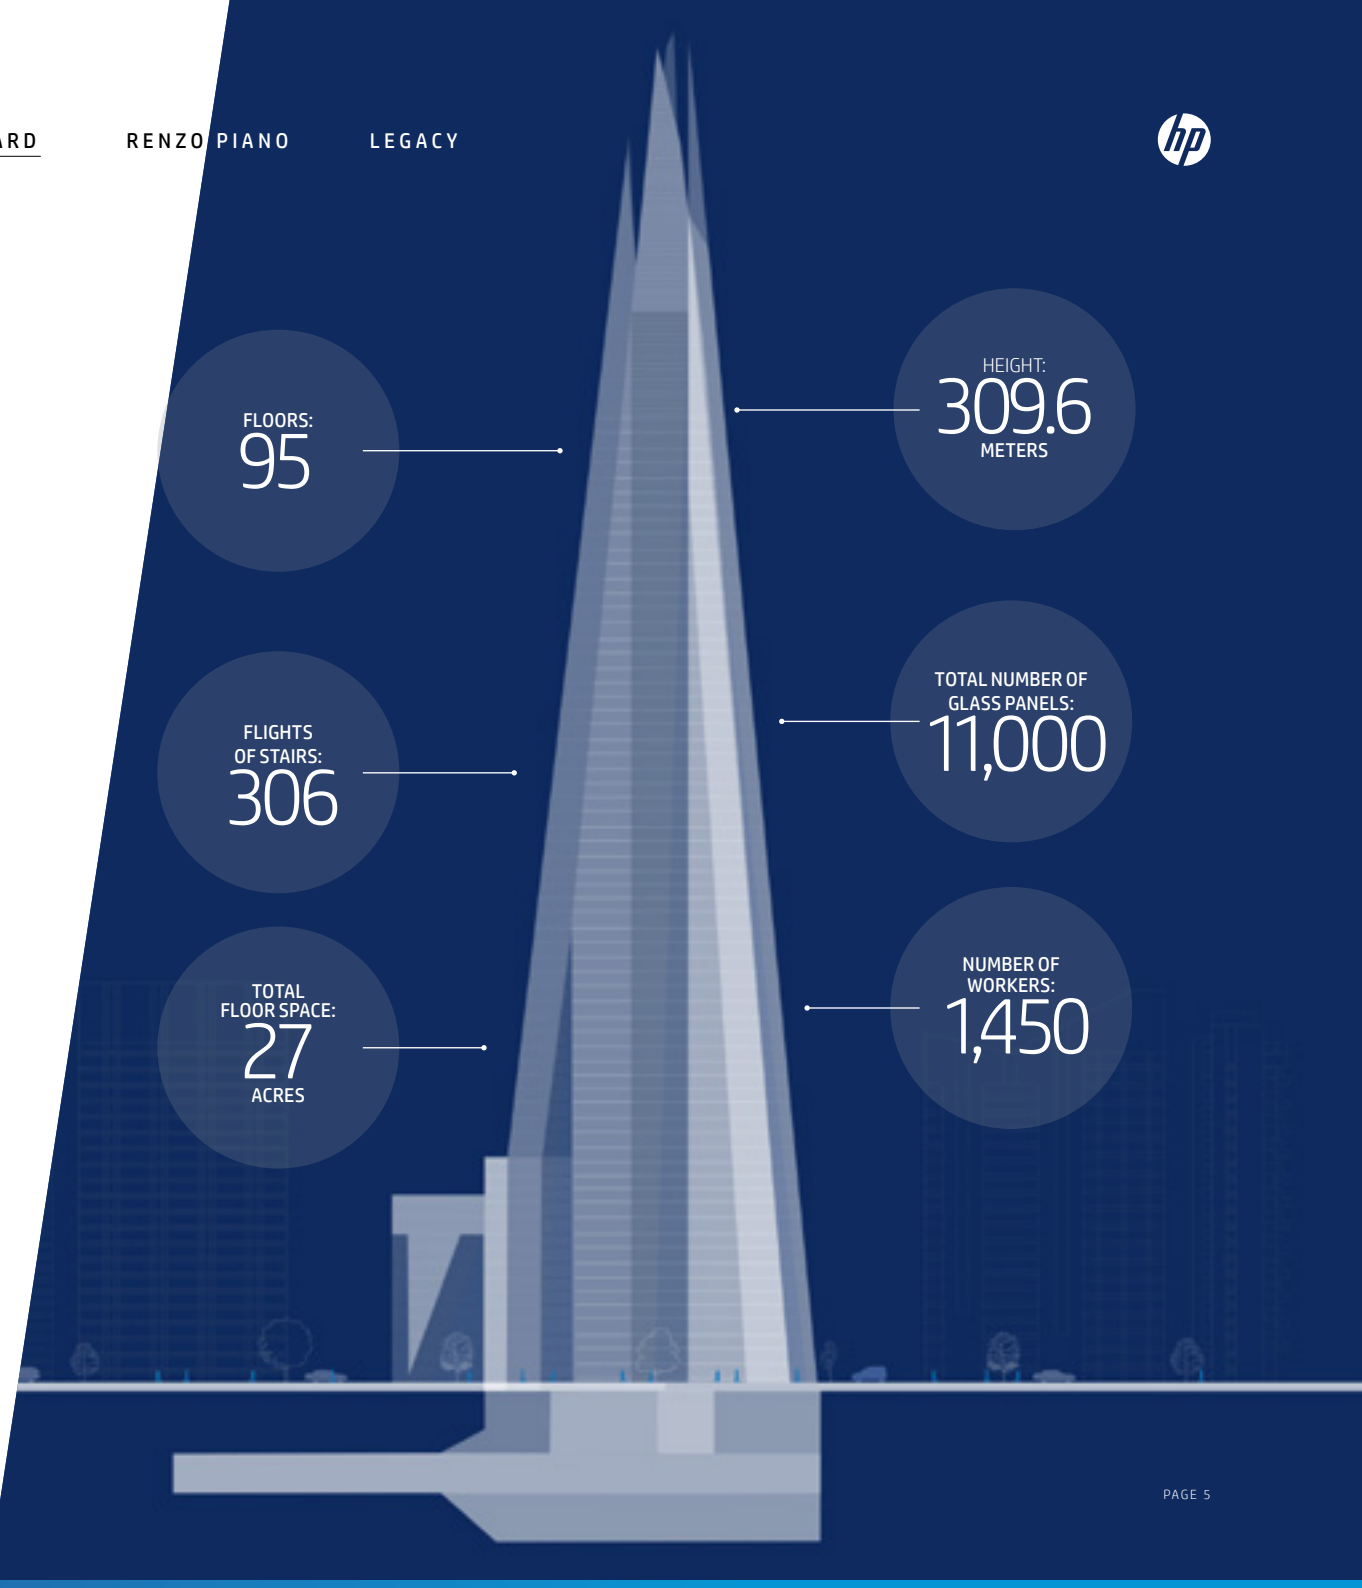 RENZO PIANO
LEGACY
hp
FLOORS:
95
HEIGHT:
309.6
METERS
FLIGHTS
OF STAIRS:
306
TOTAL NUMBER OF
GLASS PANELS:
11,000
TOTAL
FLOOR SPACE:
27
ACRES
NUMBER OF
WORKERS:
1,450
PAGE 5